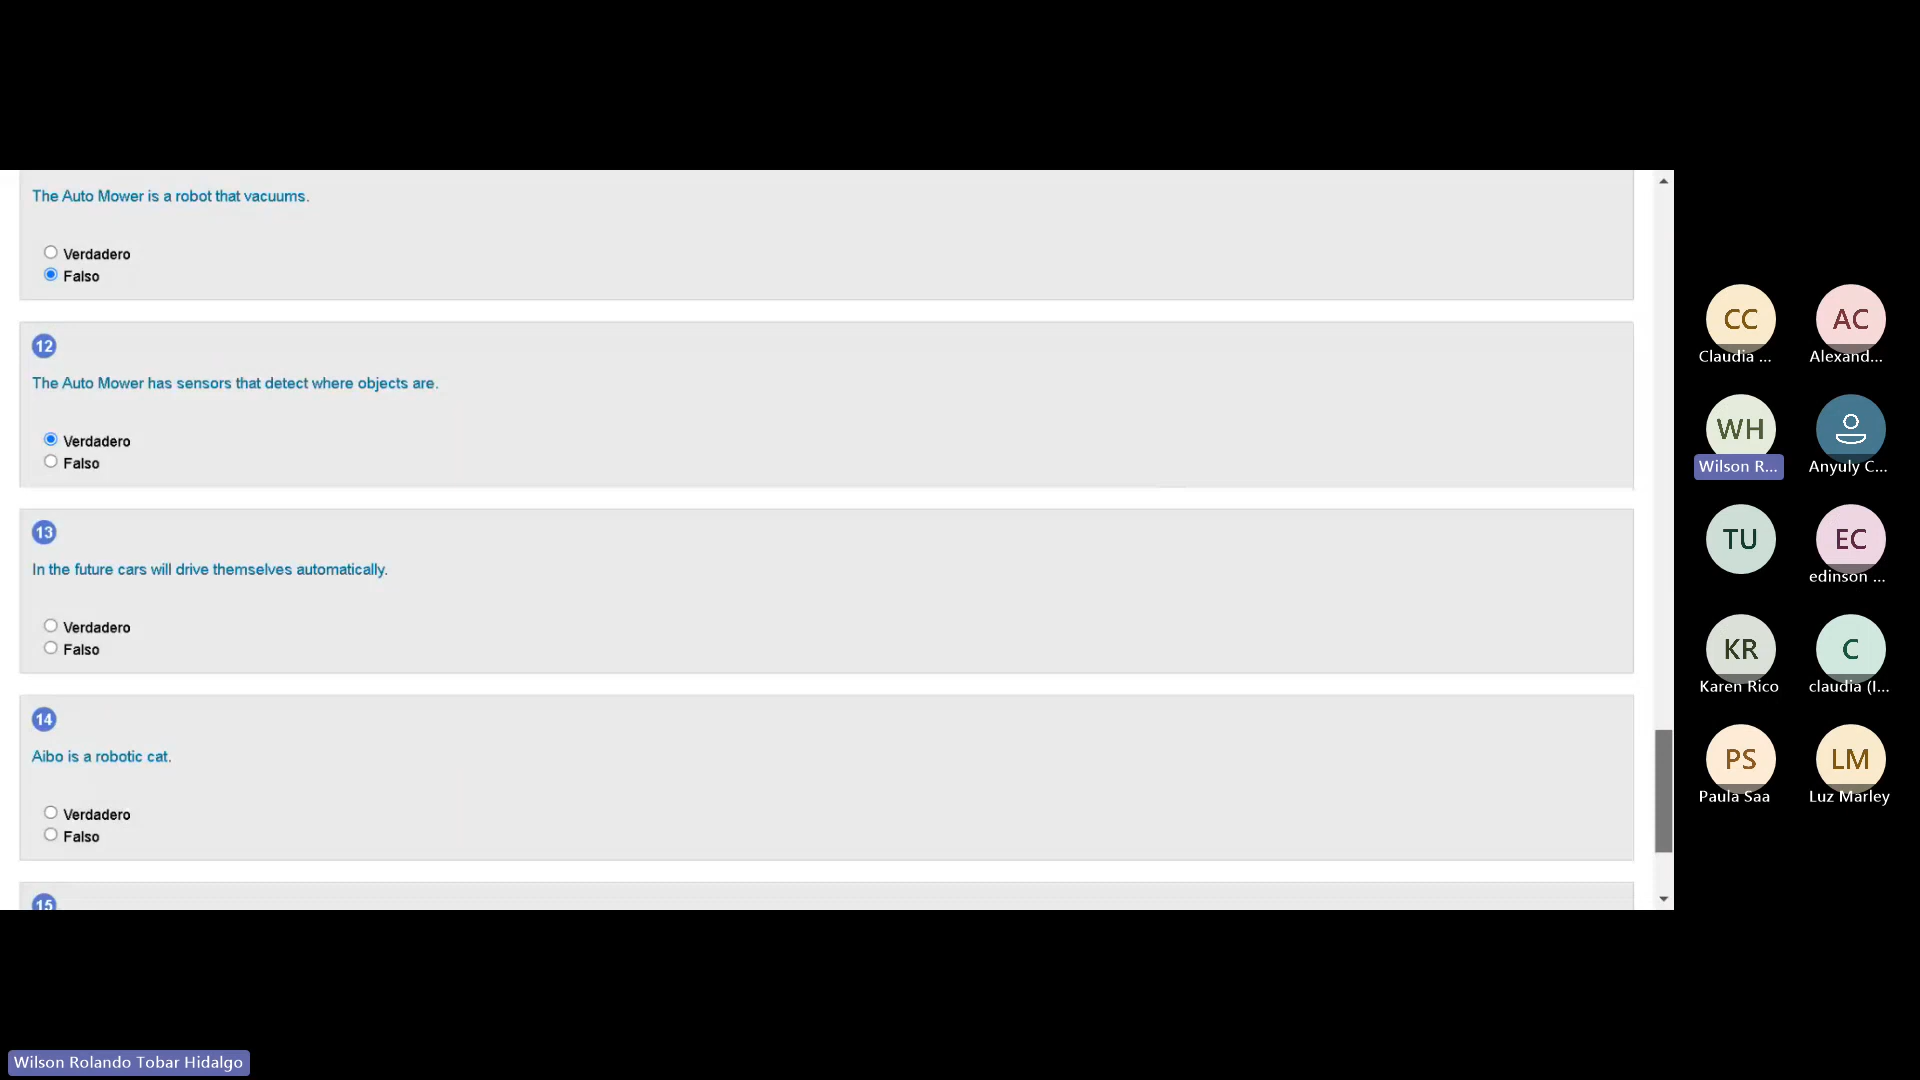 The Auto Mower is a robot that vacuums.
Verdadero
Falso
12
The Auto Mower has sensors that detect where objects are.
Verdadero
Falso
13
In the future cars will drive themselves automatically.
Verdadero
Falso
14
Aibo is a robotic cat.
Verdadero
Falso
15
CC
Claudia ...
AC
Alexand...
WH
Wilson R...
Anyuly C...
TU
EC
edinson ...
KR
Karen Rico
C
claudia (I...
PS
Paula Saa
LM
Luz Marley
Wilson Rolando Tobar Hidalgo